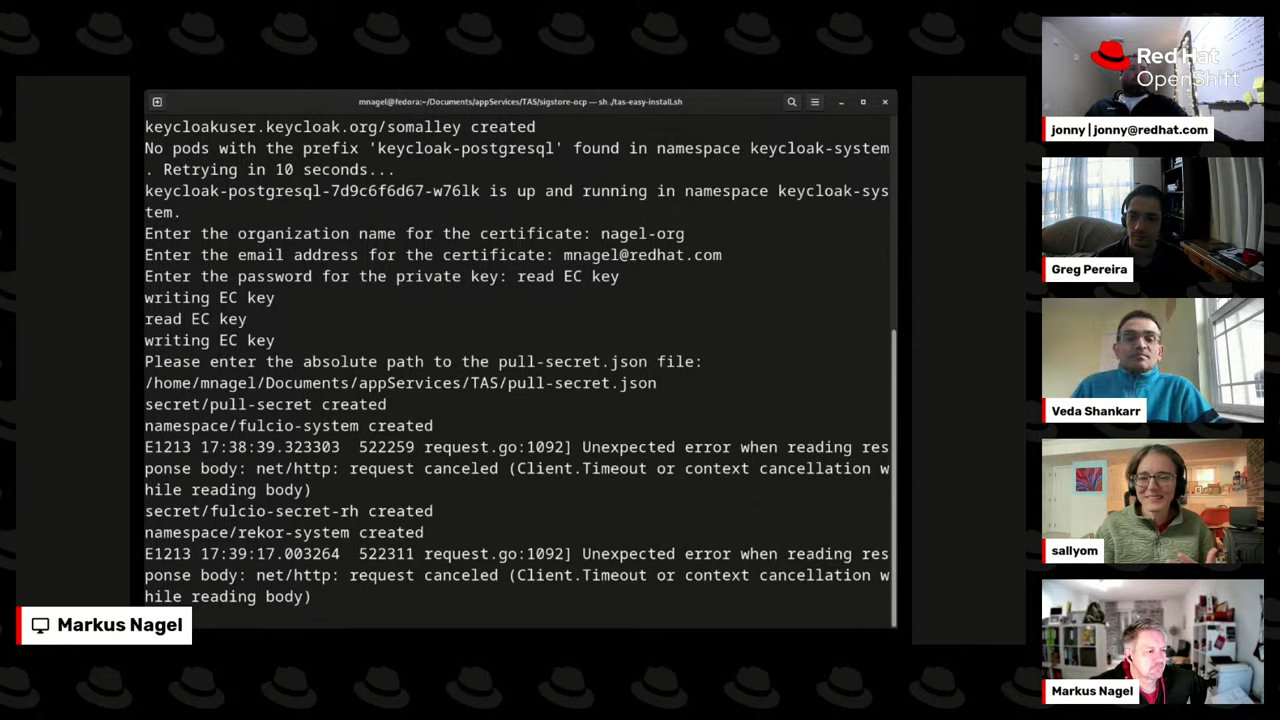 mnagel@fedora:~/Documents/appServices/TAS/sigstore-ocp — sh ./tas-easy-install.sh
keycloakuser.keycloak.org/somalley created
No pods with the prefix 'keycloak-postgresql' found in namespace keycloak-system
. Retrying in 10 seconds...
keycloak-postgresql-7d9c6f6d67-w76lk is up and running in namespace keycloak-sys
tem.
Enter the organization name for the certificate: nagel-org
Enter the email address for the certificate: mnagel@redhat.com
Enter the password for the private key: read EC key
writing EC key
read EC key
writing EC key
Please enter the absolute path to the pull-secret.json file:
/home/mnagel/Documents/appServices/TAS/pull-secret.json
secret/pull-secret created
namespace/fulcio-system created
E1213 17:38:39.323303  522259 request.go:1092] Unexpected error when reading res
ponse body: net/http: request canceled (Client.Timeout or context cancellation w
hile reading body)
secret/fulcio-secret-rh created
namespace/rekor-system created
E1213 17:39:17.003264  522311 request.go:1092] Unexpected error when reading res
ponse body: net/http: request canceled (Client.Timeout or context cancellation w
hile reading body)
Markus Nagel
Red Hat
OpenShift
jonny | jonny@redhat.com
Greg Pereira
Veda Shankarr
sallyom
Markus Nagel